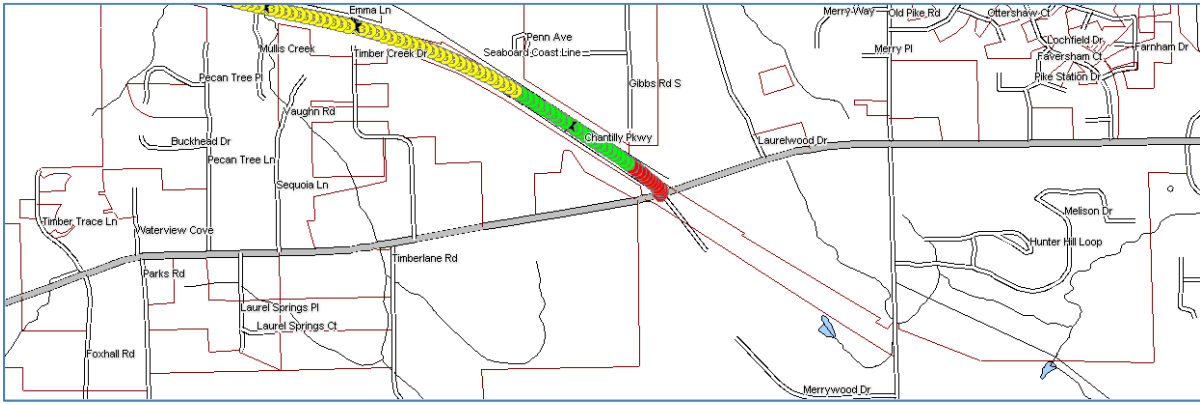 Emma Ln
Merry Way
Old Pike Rd
Ottershaw Ct
Mullis Creek
Timber Creek Dr
Penn Ave
Seaboard Coast Line
Merry Pl
Lochfield Dr
Farnham Dr
Faversham Ct
Pike Station Dr
Pecan Tree Pl
Gibbs Rd S
Vaughn Rd
Buckhead Dr
Chantilly Pkwy
Laurelwood Dr
Pecan Tree Ln
Sequoia Ln
Timber Trace Ln
Waterview Cove
Melison Dr
Hunter Hill Loop
Parks Rd
Timberlane Rd
Laurel Springs Pl
Laurel Springs Ct
Foxhall Rd
Merrywood Dr